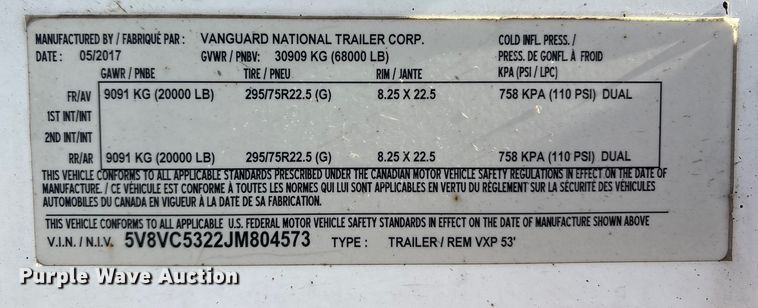 MANUFACTURED BY / FABRIQUÉ PAR : VANGUARD NATIONAL TRAILER CORP. COLD INFL. PRESS. /
DATE : 05/2017 GVWR / PNBV: 30909 KG (68000 LB) PRESS. DE GONFL. À FROID
GAWR / PNBE TIRE / PNEU RIM / JANTE KPA (PSI / LPC)
FR/AV 9091 KG (20000 LB) 295/75R22.5 (G) 8.25 X 22.5 758 KPA (110 PSI) DUAL
1ST INT/INT
2ND INT/INT
RR/AR 9091 KG (20000 LB) 295/75R22.5 (G) 8.25 X 22.5 758 KPA (110 PSI) DUAL
THIS VEHICLE CONFORMS TO ALL APPLICABLE STANDARDS PRESCRIBED UNDER THE CANADIAN MOTOR VEHICLE SAFETY REGULATIONS IN EFFECT ON THE DATE OF
MANUFACTURE. / CE VÉHICULE EST CONFORME À TOUTES LES NORMES QUI LUI SONT APPLICABLES EN VERTU DU RÈGLEMENT SUR LA SÉCURITÉ DES VÉHICULES
AUTOMOBILES DU CANADA EN VIGUEUR À LA DATE DE SA FABRICATION.
THIS VEHICLE CONFORMS TO ALL APPLICABLE U.S. FEDERAL MOTOR VEHICLE SAFETY STANDARDS IN EFFECT ON THE DATE OF MANUFACTURE SHOWN ABOVE
V.I.N. / N.I.V. 5V8VC5322JM804573 TYPE : TRAILER / REM VXP 53'
Purple Wave Auction